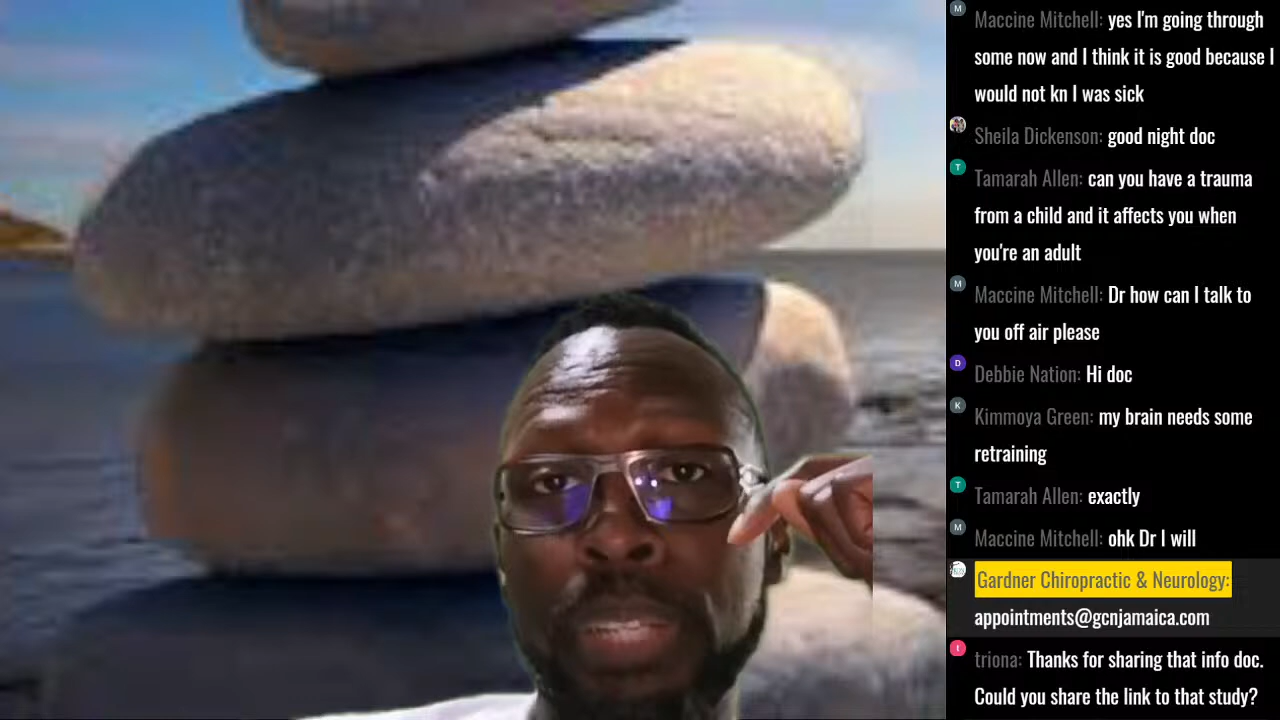 M Maccine Mitchell: yes I'm going through
some now and I think it is good because I
would not kn I was sick
Sheila Dickenson: good night doc
T Tamarah Allen: can you have a trauma
from a child and it affects you when
you're an adult
M Maccine Mitchell: Dr how can I talk to
you off air please
D Debbie Nation: Hi doc
K Kimmoya Green: my brain needs some
retraining
T Tamarah Allen: exactly
M Maccine Mitchell: ohk Dr I will
Gardner Chiropractic & Neurology:
appointments@gcnjamaica.com
t triona: Thanks for sharing that info doc.
Could you share the link to that study?